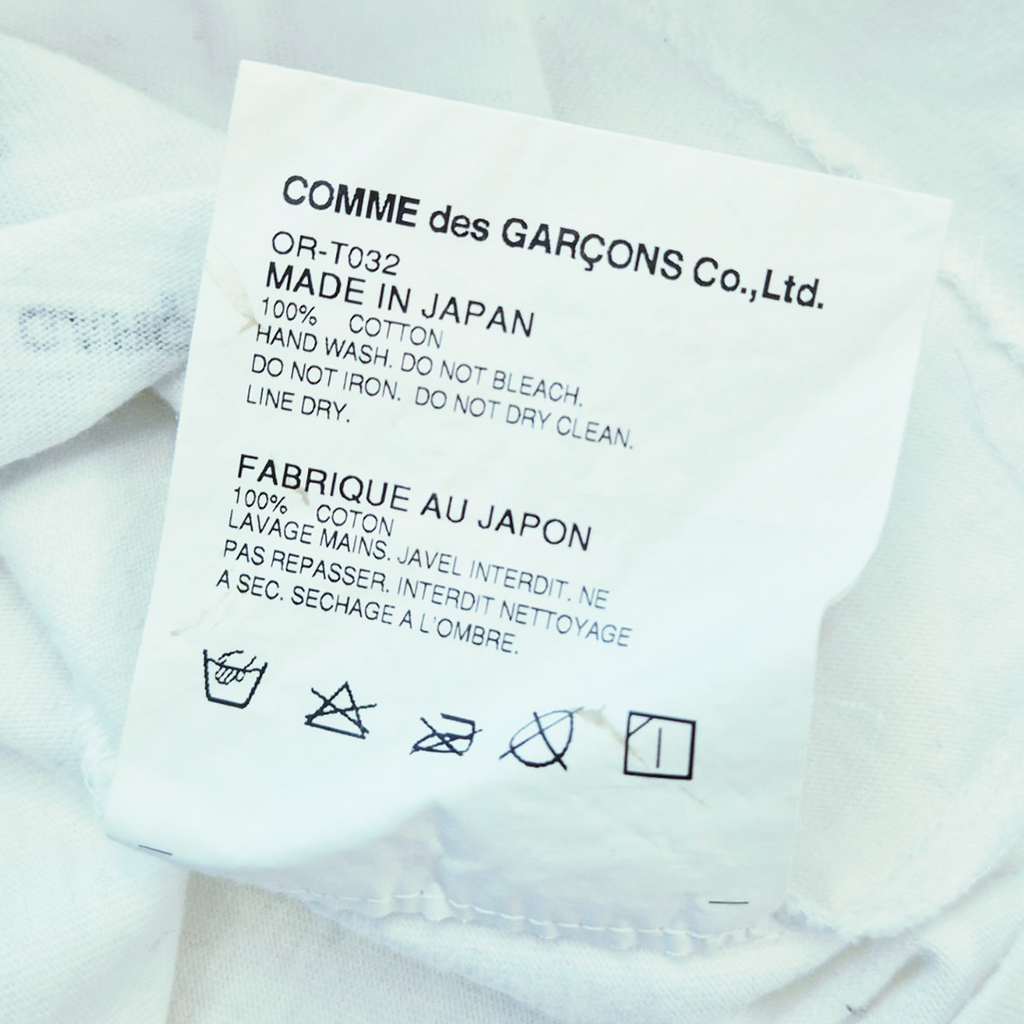 COMME des GARÇONS Co.,Ltd.
OR-T032
MADE IN JAPAN
100% COTTON
HAND WASH. DO NOT BLEACH.
DO NOT IRON. DO NOT DRY CLEAN.
LINE DRY.
FABRIQUE AU JAPON
100% COTON
LAVAGE MAINS. JAVEL INTERDIT. NE
PAS REPASSER. INTERDIT NETTOYAGE
A SEC. SECHAGE A L'OMBRE.